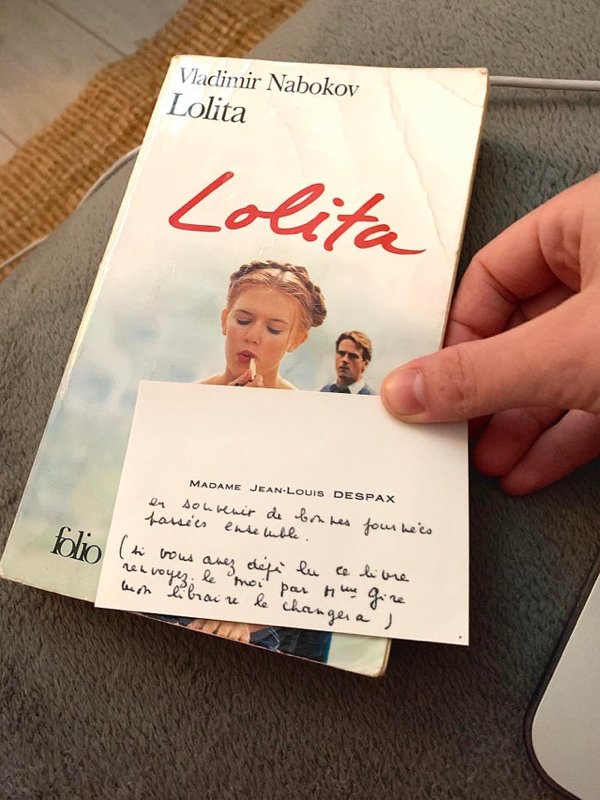 Vladimir Nabokov
Lolita
Lolita
MADAME JEAN-LOUIS DESPAX
en souvenir de bonnes journées
passées ensemble.
(si vous avez déjà lu ce livre
renvoyez. le moi par Mme Gire
mon libraire le changera)
folio